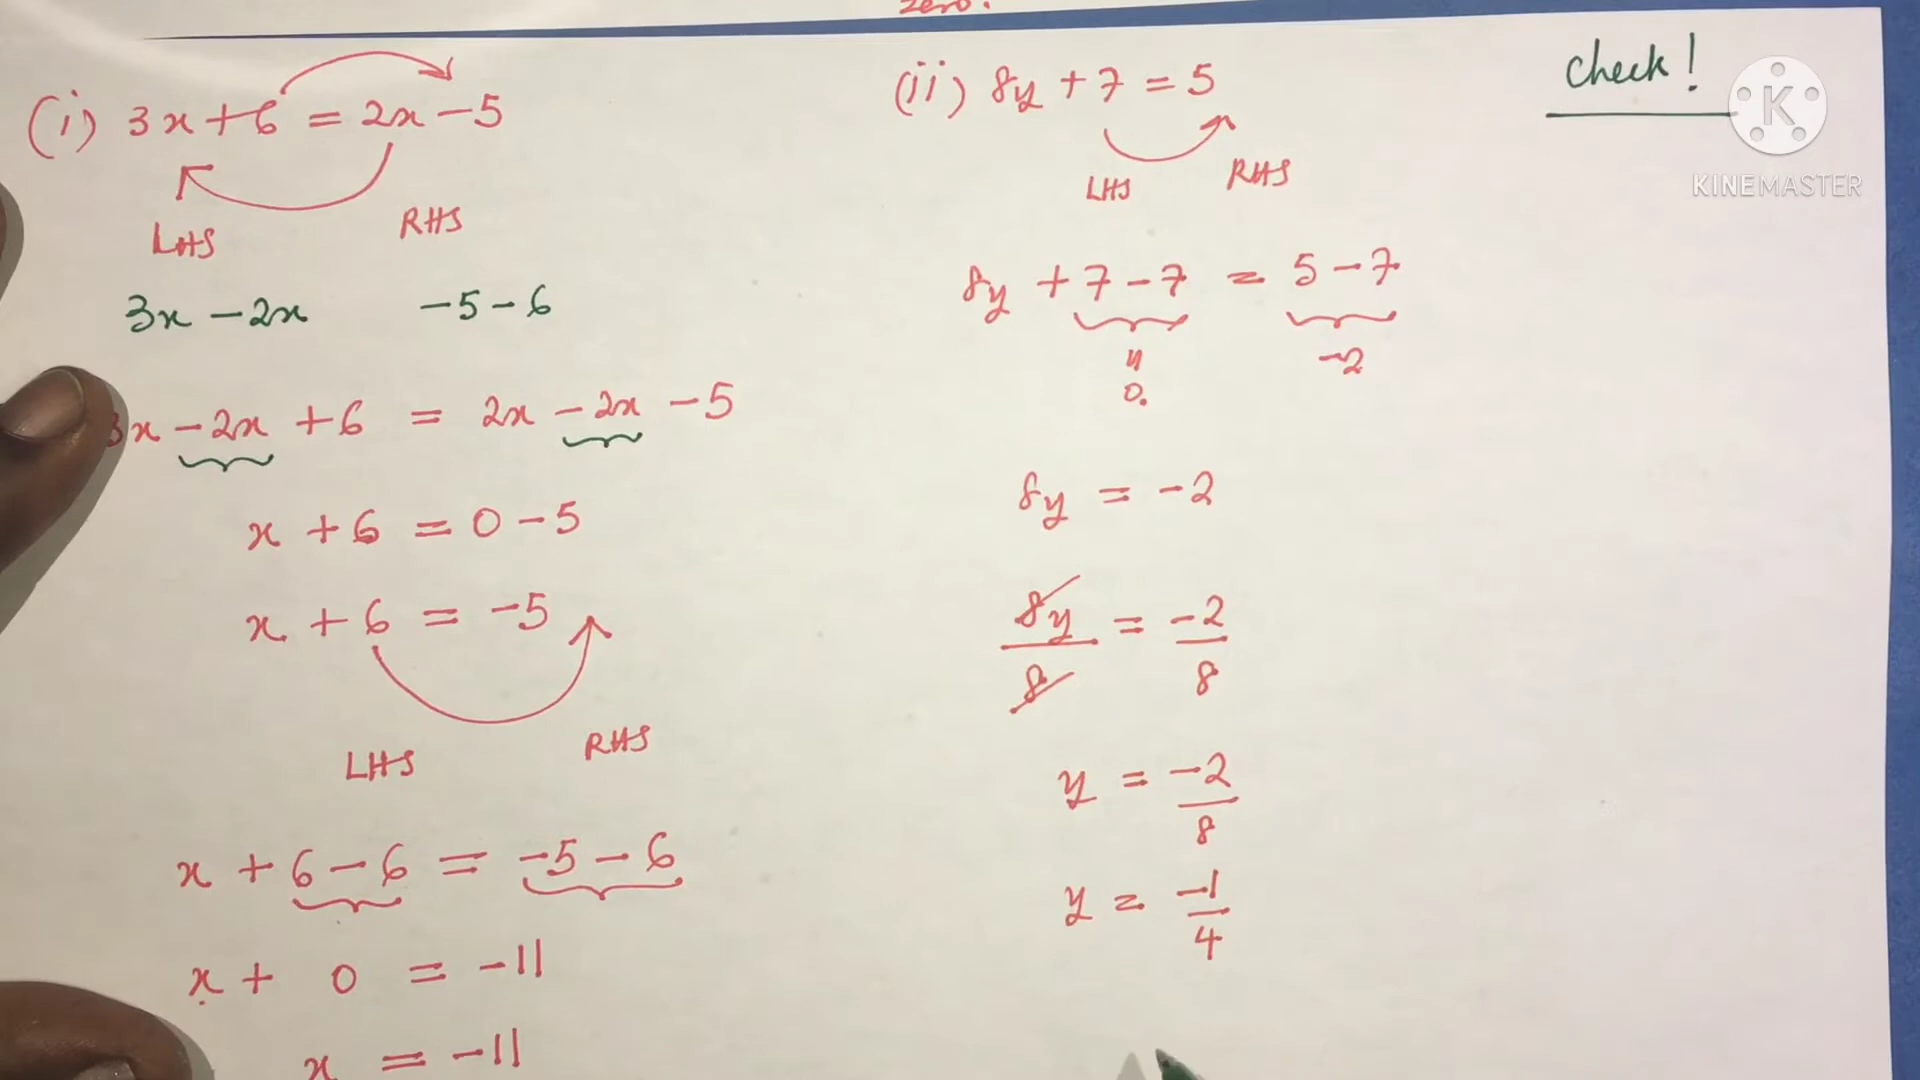 zero.
(i) 3x + 6 = 2x - 5
LHS RHS
3x - 2x -5 - 6
3x - 2x + 6 = 2x - 2x - 5
x + 6 = 0 - 5
x + 6 = -5
LHS RHS
x + 6 - 6 = -5 - 6
x + 0 = -11
x = -11
(ii) 8y + 7 = 5
LHS RHS
8y + 7 - 7 = 5 - 7
0. -2
8y = -2
8y/8 = -2/8
y = -2/8
y = -1/4
check!
KINEMASTER